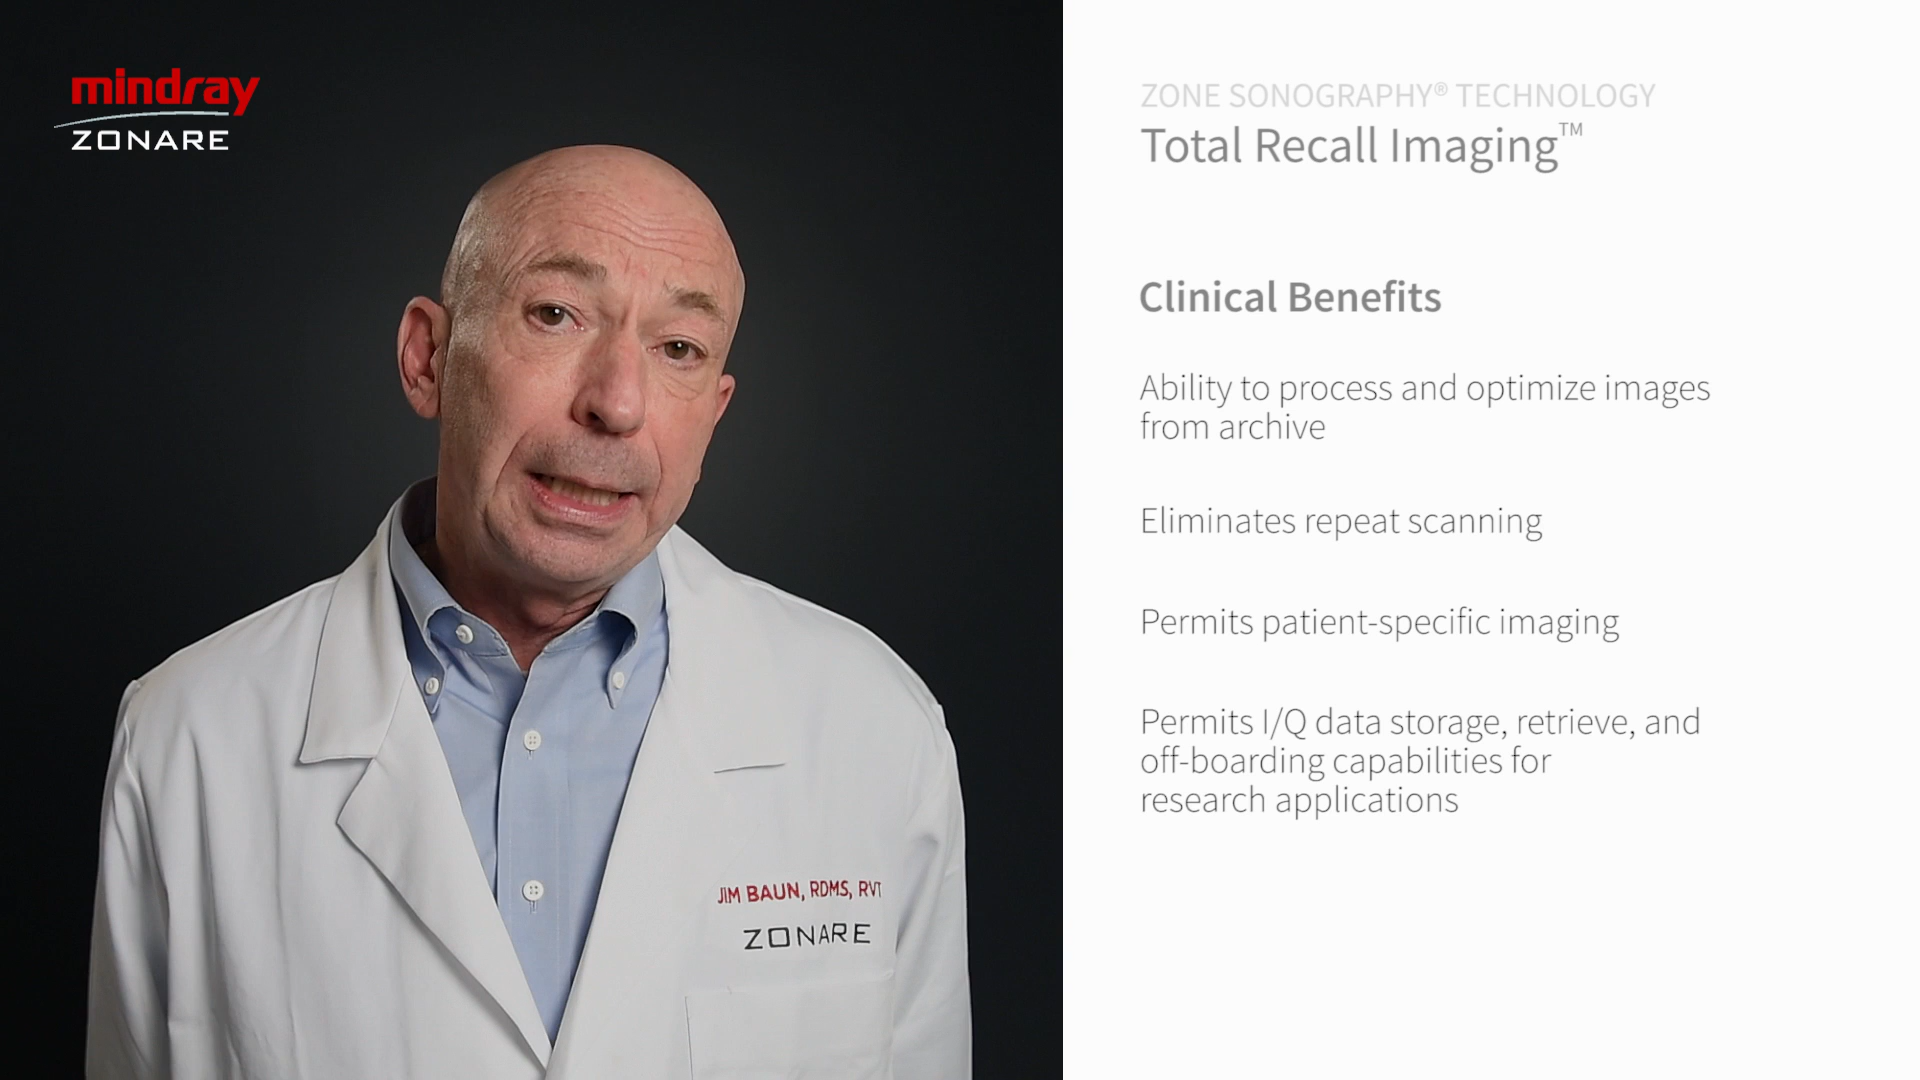 mindray
ZONARE
ZONE SONOGRAPHY® TECHNOLOGY
Total Recall Imaging™
Clinical Benefits
Ability to process and optimize images
from archive
Eliminates repeat scanning
Permits patient-specific imaging
Permits I/Q data storage, retrieve, and
off-boarding capabilities for
research applications
JIM BAUN, RDMS, RVT
ZONARE